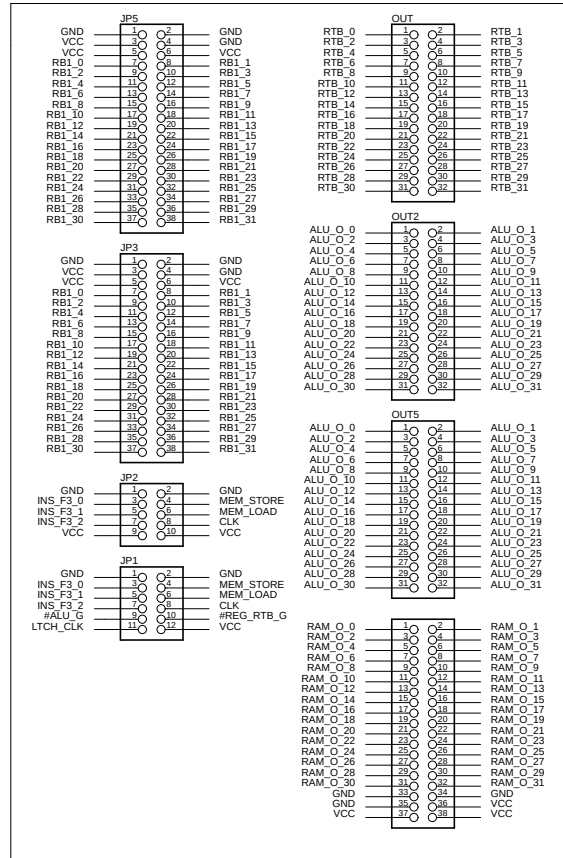 JP5
GND 1 2 GND
VCC 3 4 GND
VCC 5 6 VCC
RB1_0 7 8 RB1_1
RB1_2 9 10 RB1_3
RB1_4 11 12 RB1_5
RB1_6 13 14 RB1_7
RB1_8 15 16 RB1_9
RB1_10 17 18 RB1_11
RB1_12 19 20 RB1_13
RB1_14 21 22 RB1_15
RB1_16 23 24 RB1_17
RB1_18 25 26 RB1_19
RB1_20 27 28 RB1_21
RB1_22 29 30 RB1_23
RB1_24 31 32 RB1_25
RB1_26 33 34 RB1_27
RB1_28 35 36 RB1_29
RB1_30 37 38 RB1_31
JP3
GND 1 2 GND
VCC 3 4 GND
VCC 5 6 VCC
RB1_0 7 8 RB1_1
RB1_2 9 10 RB1_3
RB1_4 11 12 RB1_5
RB1_6 13 14 RB1_7
RB1_8 15 16 RB1_9
RB1_10 17 18 RB1_11
RB1_12 19 20 RB1_13
RB1_14 21 22 RB1_15
RB1_16 23 24 RB1_17
RB1_18 25 26 RB1_19
RB1_20 27 28 RB1_21
RB1_22 29 30 RB1_23
RB1_24 31 32 RB1_25
RB1_26 33 34 RB1_27
RB1_28 35 36 RB1_29
RB1_30 37 38 RB1_31
JP2
GND 1 2 GND
INS_F3_0 3 4 MEM_STORE
INS_F3_1 5 6 MEM_LOAD
INS_F3_2 7 8 CLK
VCC 9 10 VCC
JP1
GND 1 2 GND
INS_F3_0 3 4 MEM_STORE
INS_F3_1 5 6 MEM_LOAD
INS_F3_2 7 8 CLK
#ALU_G 9 10 #REG_RTB_G
LTCH_CLK 11 12 VCC
OUT
RTB_0 1 2 RTB_1
RTB_2 3 4 RTB_3
RTB_4 5 6 RTB_5
RTB_6 7 8 RTB_7
RTB_8 9 10 RTB_9
RTB_10 11 12 RTB_11
RTB_12 13 14 RTB_13
RTB_14 15 16 RTB_15
RTB_16 17 18 RTB_17
RTB_18 19 20 RTB_19
RTB_20 21 22 RTB_21
RTB_22 23 24 RTB_23
RTB_24 25 26 RTB_25
RTB_26 27 28 RTB_27
RTB_28 29 30 RTB_29
RTB_30 31 32 RTB_31
OUT2
ALU_O_0 1 2 ALU_O_1
ALU_O_2 3 4 ALU_O_3
ALU_O_4 5 6 ALU_O_5
ALU_O_6 7 8 ALU_O_7
ALU_O_8 9 10 ALU_O_9
ALU_O_10 11 12 ALU_O_11
ALU_O_12 13 14 ALU_O_13
ALU_O_14 15 16 ALU_O_15
ALU_O_16 17 18 ALU_O_17
ALU_O_18 19 20 ALU_O_19
ALU_O_20 21 22 ALU_O_21
ALU_O_22 23 24 ALU_O_23
ALU_O_24 25 26 ALU_O_25
ALU_O_26 27 28 ALU_O_27
ALU_O_28 29 30 ALU_O_29
ALU_O_30 31 32 ALU_O_31
OUT5
ALU_O_0 1 2 ALU_O_1
ALU_O_2 3 4 ALU_O_3
ALU_O_4 5 6 ALU_O_5
ALU_O_6 7 8 ALU_O_7
ALU_O_8 9 10 ALU_O_9
ALU_O_10 11 12 ALU_O_11
ALU_O_12 13 14 ALU_O_13
ALU_O_14 15 16 ALU_O_15
ALU_O_16 17 18 ALU_O_17
ALU_O_18 19 20 ALU_O_19
ALU_O_20 21 22 ALU_O_21
ALU_O_22 23 24 ALU_O_23
ALU_O_24 25 26 ALU_O_25
ALU_O_26 27 28 ALU_O_27
ALU_O_28 29 30 ALU_O_29
ALU_O_30 31 32 ALU_O_31
RAM_O_0 1 2 RAM_O_1
RAM_O_2 3 4 RAM_O_3
RAM_O_4 5 6 RAM_O_5
RAM_O_6 7 8 RAM_O_7
RAM_O_8 9 10 RAM_O_9
RAM_O_10 11 12 RAM_O_11
RAM_O_12 13 14 RAM_O_13
RAM_O_14 15 16 RAM_O_15
RAM_O_16 17 18 RAM_O_17
RAM_O_18 19 20 RAM_O_19
RAM_O_20 21 22 RAM_O_21
RAM_O_22 23 24 RAM_O_23
RAM_O_24 25 26 RAM_O_25
RAM_O_26 27 28 RAM_O_27
RAM_O_28 29 30 RAM_O_29
RAM_O_30 31 32 RAM_O_31
GND 33 34 GND
GND 35 36 VCC
VCC 37 38 VCC